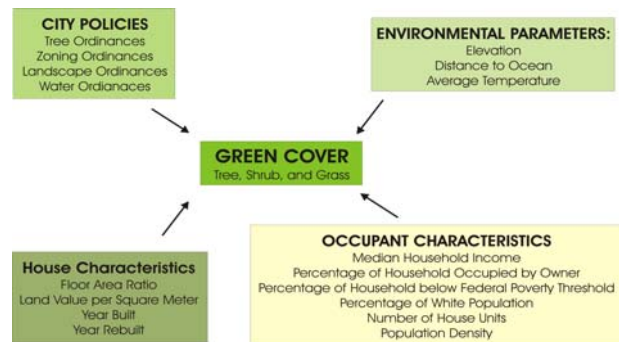 CITY POLICIES
Tree Ordinances
Zoning Ordinances
Landscape Ordinances
Water Ordianaces
ENVIRONMENTAL PARAMETERS:
Elevation
Distance to Ocean
Average Temperature
GREEN COVER
Tree, Shrub, and Grass
House Characteristics
Floor Area Ratio
Land Value per Square Meter
Year Built
Year Rebuilt
OCCUPANT CHARACTERISTICS
Median Household Income
Percentage of Household Occupied by Owner
Percentage of Household below Federal Poverty Threshold
Percentage of White Population
Number of House Units
Population Density